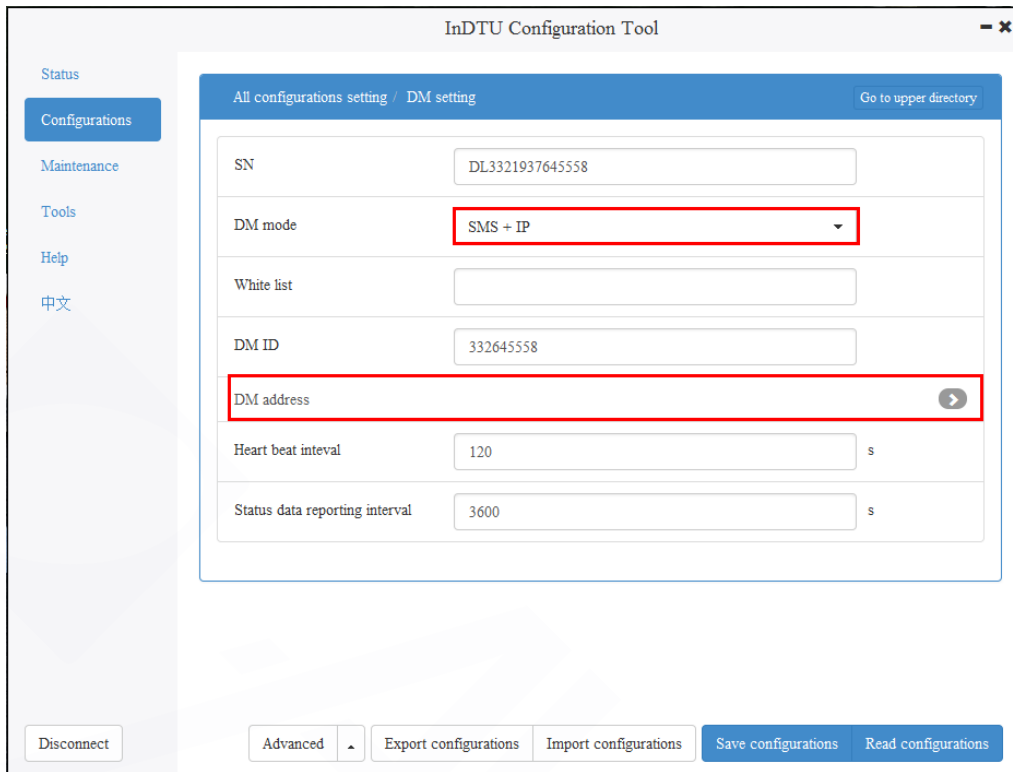 InDTU Configuration Tool
Status
Configurations
Maintenance
Tools
Help
中文
All configurations setting / DM setting
Go to upper directory
SN DL3321937645558
DM mode SMS + IP
White list
DM ID 332645558
DM address
Heart beat inteval 120 s
Status data reporting interval 3600 s
Disconnect Advanced Export configurations Import configurations Save configurations Read configurations